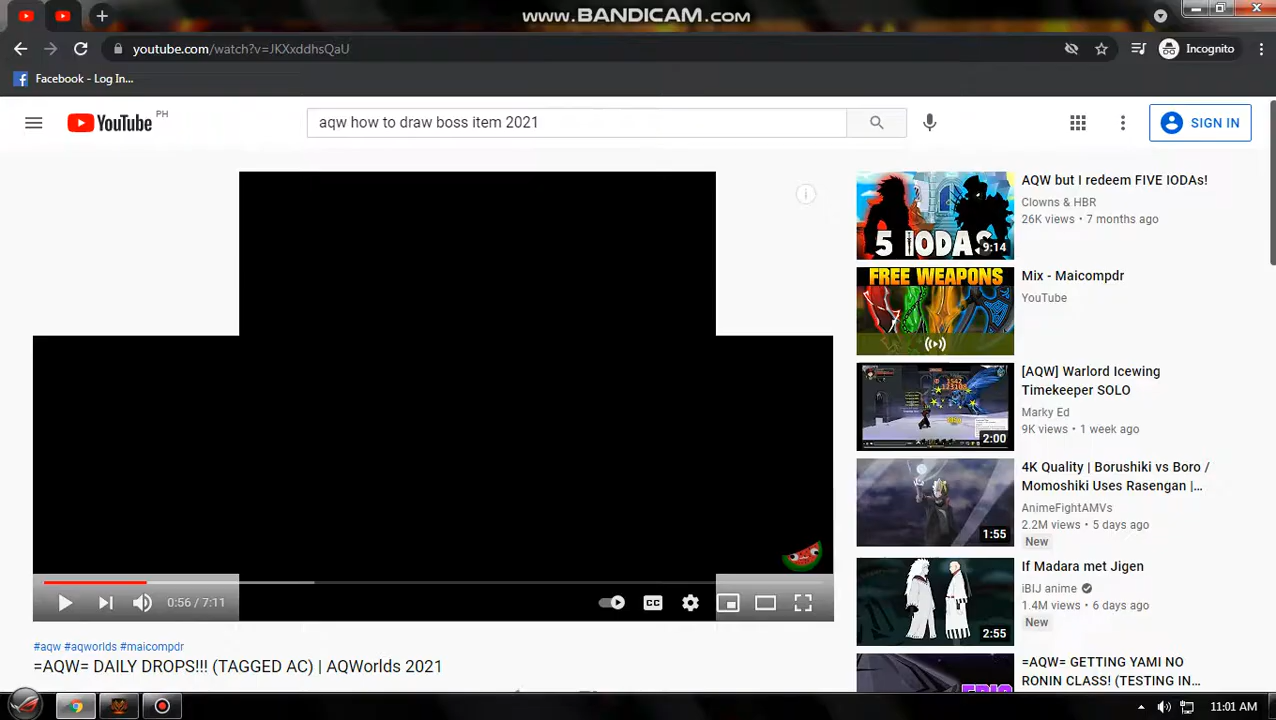 www.BANDICAM.com
youtube.com/watch?v=JKXxddhsQaU
Incognito
Facebook - Log In...
YouTube PH
aqw how to draw boss item 2021
SIGN IN
5 IODAS
9:14
AQW but I redeem FIVE IODAs!
Clowns & HBR
26K views • 7 months ago
FREE WEAPONS
Mix - Maicompdr
YouTube
2:00
[AQW] Warlord Icewing
Timekeeper SOLO
Marky Ed
9K views • 1 week ago
1:55
4K Quality | Borushiki vs Boro /
Momoshiki Uses Rasengan |...
AnimeFightAMVs
2.2M views • 5 days ago
New
2:55
If Madara met Jigen
iBIJ anime
1.4M views • 6 days ago
New
=AQW= GETTING YAMI NO
RONIN CLASS! (TESTING IN...
0:56 / 7:11
CC
#aqw #aqworlds #maicompdr
=AQW= DAILY DROPS!!! (TAGGED AC) | AQWorlds 2021
11:01 AM